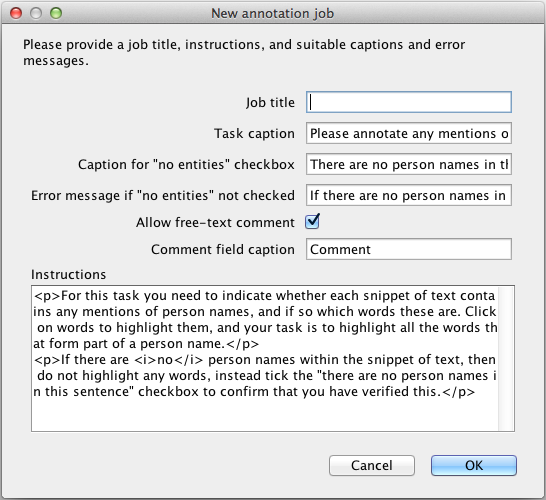 New annotation job
Please provide a job title, instructions, and suitable captions and error
messages.
Job title
Task caption Please annotate any mentions o
Caption for "no entities" checkbox There are no person names in th
Error message if "no entities" not checked If there are no person names in
Allow free-text comment
Comment field caption Comment
Instructions
<p>For this task you need to indicate whether each snippet of text conta
ins any mentions of person names, and if so which words these are. Click
on words to highlight them, and your task is to highlight all the words th
at form part of a person name.</p>
<p>If there are <i>no</i> person names within the snippet of text, then
do not highlight any words, instead tick the "there are no person names i
n this sentence" checkbox to confirm that you have verified this.</p>
Cancel OK